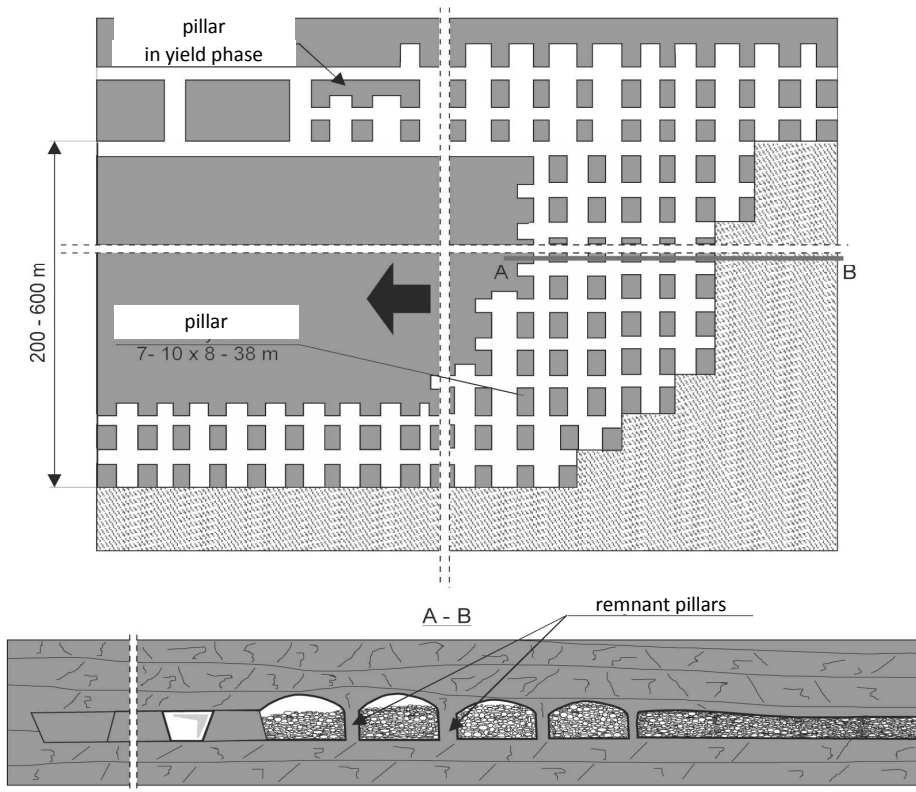 pillar
in yield phase
A
B
200 - 600 m
pillar
7- 10 x 8 - 38 m
A - B
remnant pillars